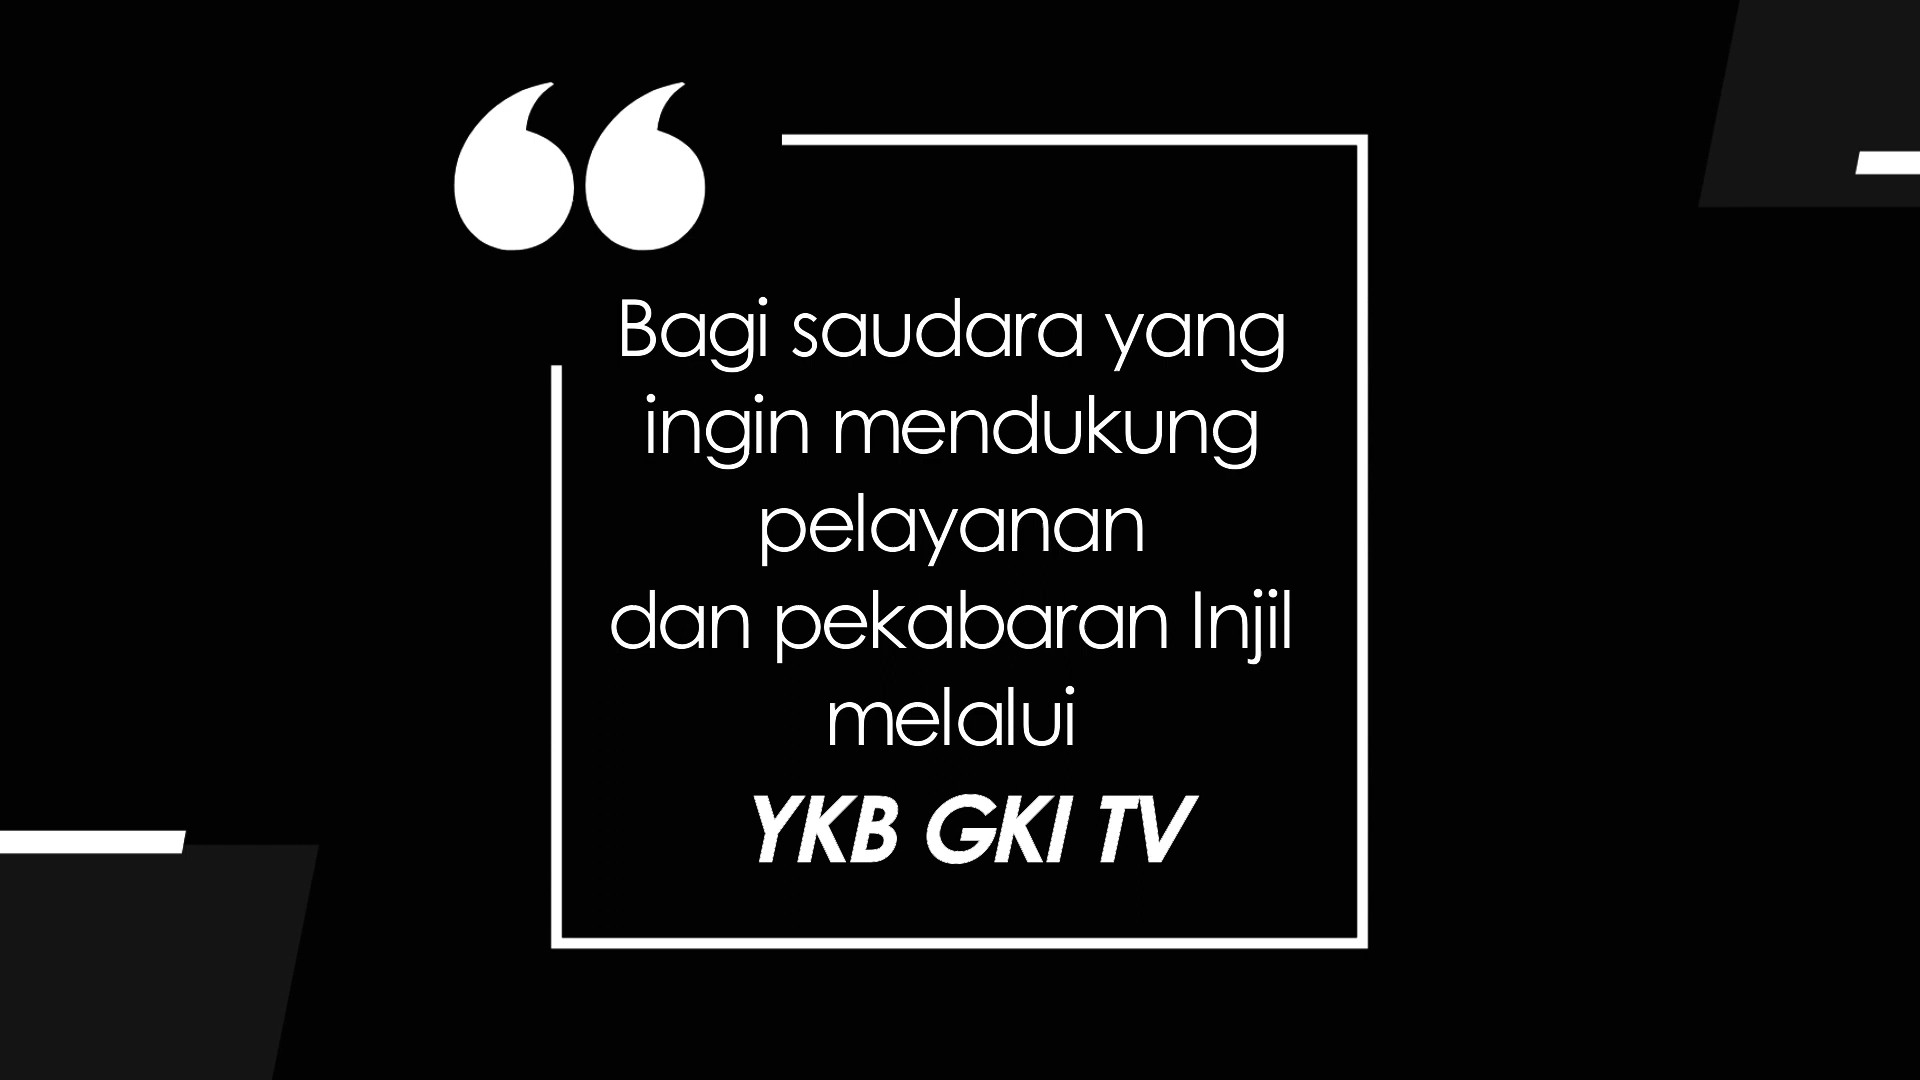 Bagi saudara yang
ingin mendukung
pelayanan
dan pekabaran Injil
melalui
YKB GKI TV